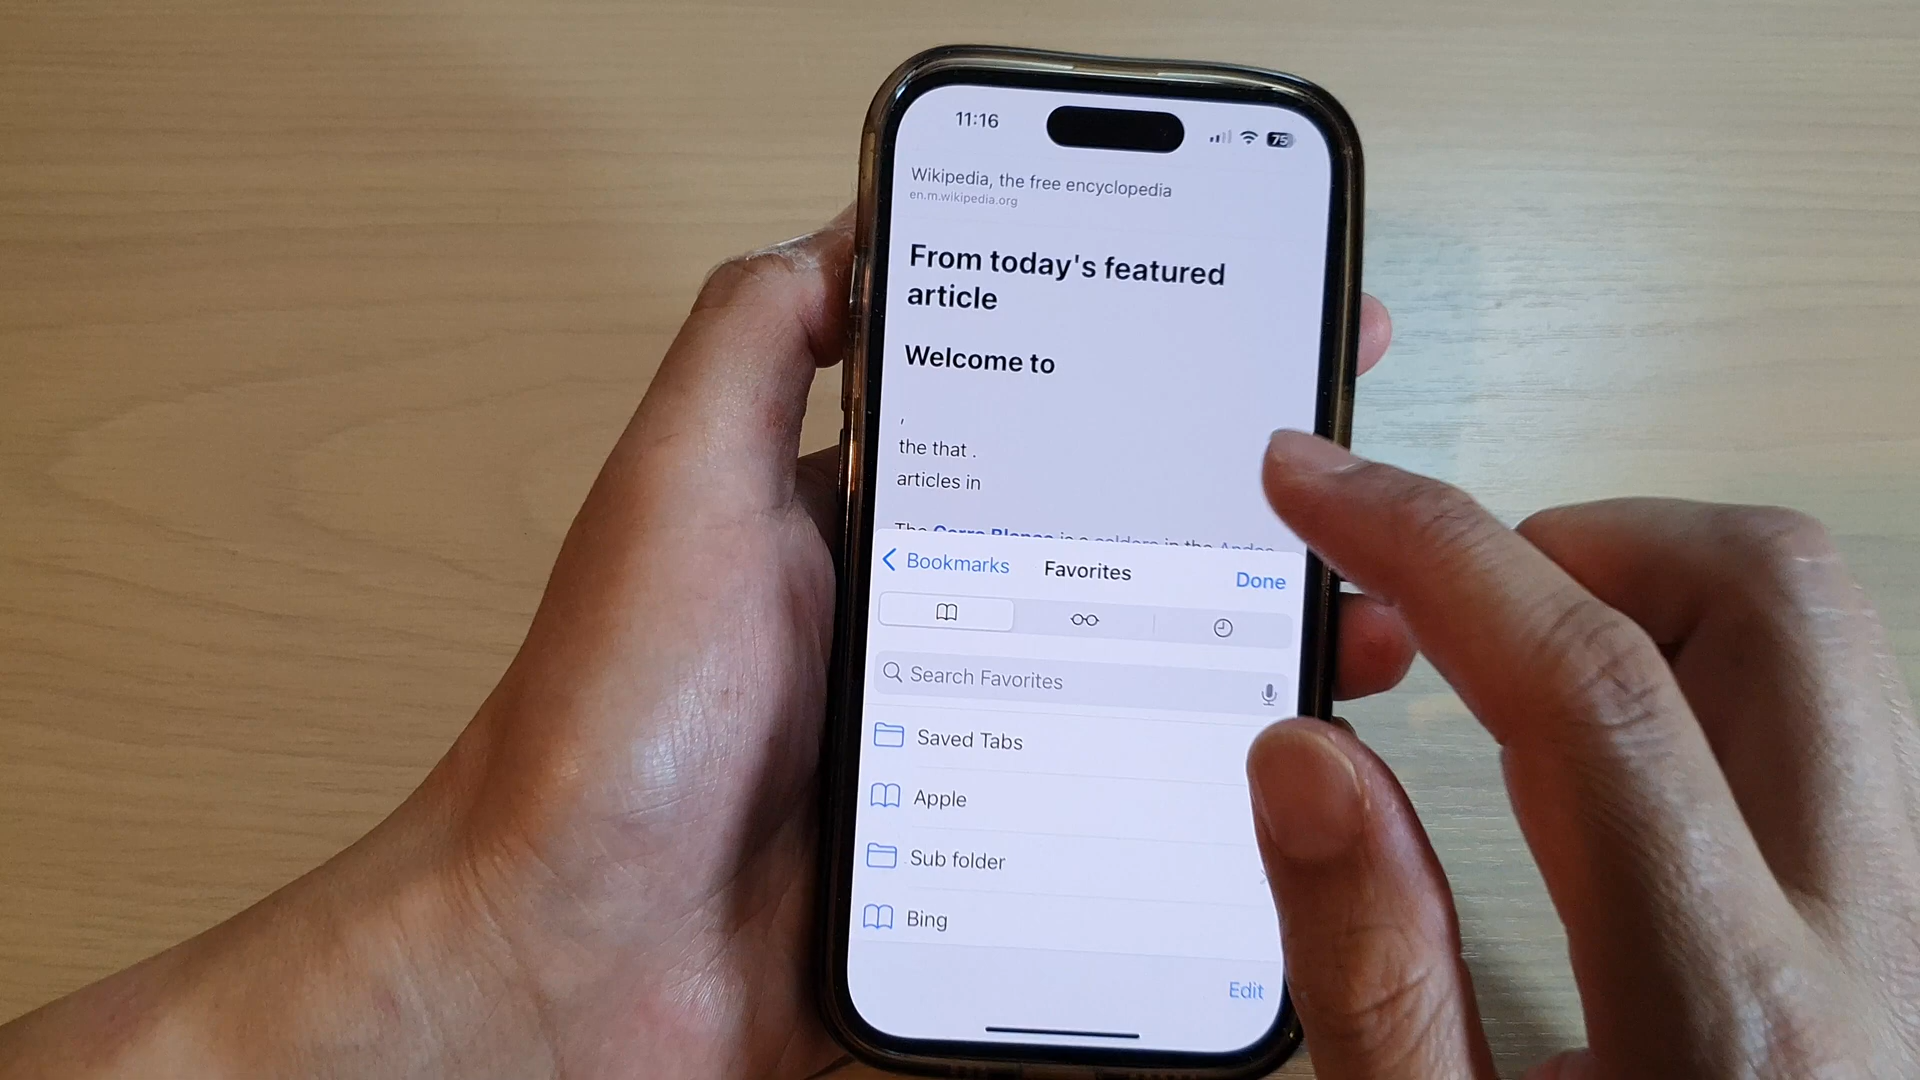 11:16
75
Wikipedia, the free encyclopedia
en.m.wikipedia.org
From today's featured
article
Welcome to
,
the that .
articles in
The Cerro Blanco is a caldera in the Andes
Bookmarks Favorites Done
Search Favorites
Saved Tabs
Apple
Sub folder
Bing
Edit